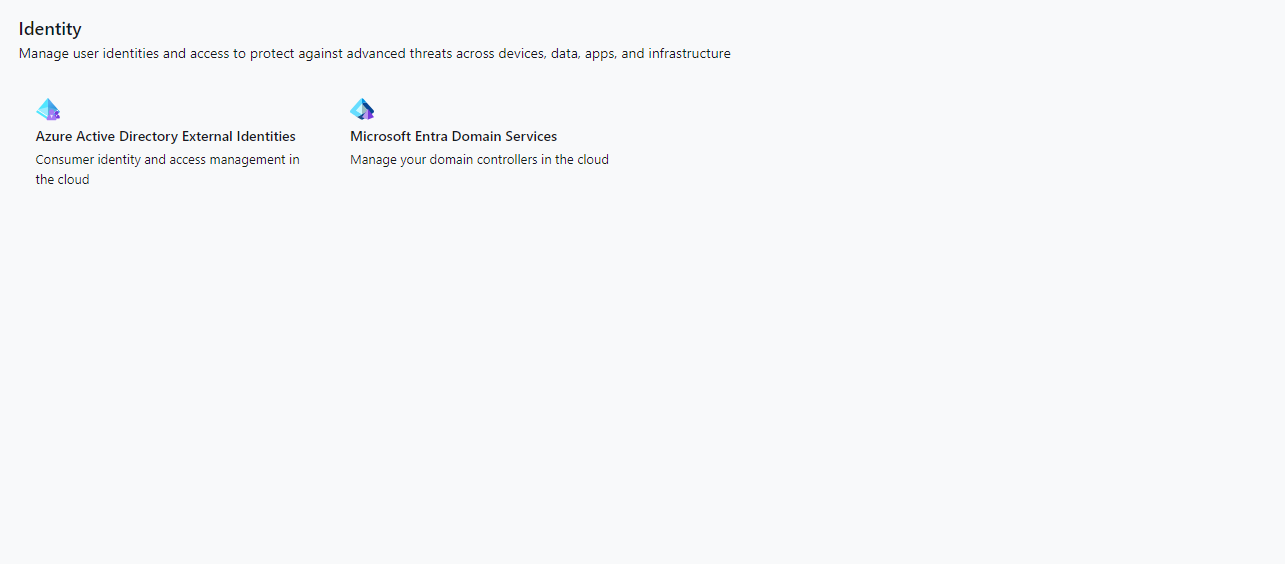 Identity
Manage user identities and access to protect against advanced threats across devices, data, apps, and infrastructure
Azure Active Directory External Identities
Consumer identity and access management in
the cloud
Microsoft Entra Domain Services
Manage your domain controllers in the cloud